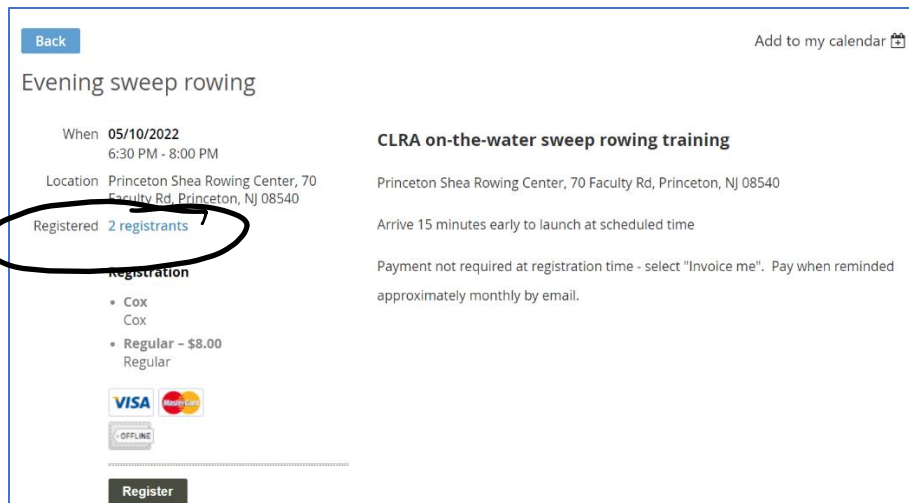 Back
Add to my calendar
Evening sweep rowing
When 05/10/2022
6:30 PM - 8:00 PM
Location Princeton Shea Rowing Center, 70
Faculty Rd, Princeton, NJ 08540
Registered 2 registrants
Registration
• Cox
Cox
• Regular – $8.00
Regular
VISA MasterCard
OFFLINE
Register
CLRA on-the-water sweep rowing training
Princeton Shea Rowing Center, 70 Faculty Rd, Princeton, NJ 08540
Arrive 15 minutes early to launch at scheduled time
Payment not required at registration time - select "Invoice me".  Pay when reminded
approximately monthly by email.